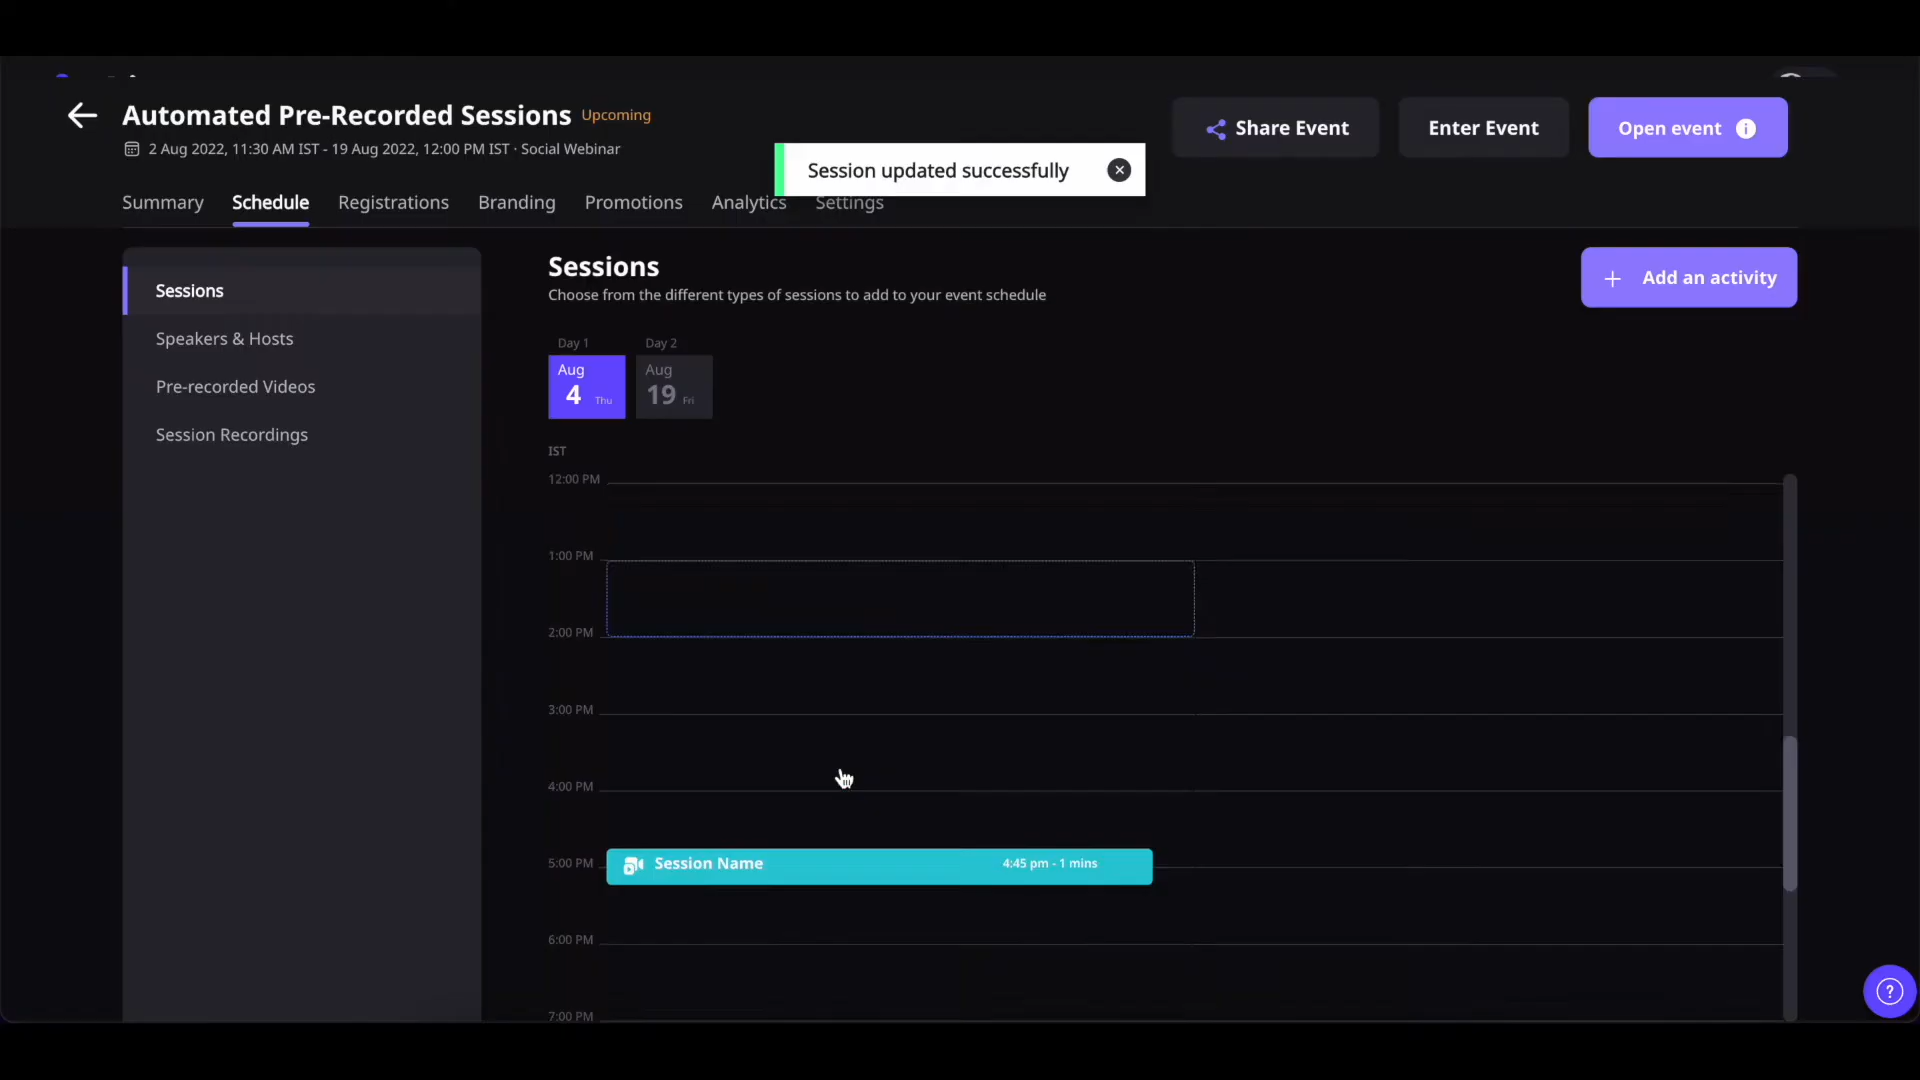 Automated Pre-Recorded Sessions Upcoming
2 Aug 2022, 11:30 AM IST - 19 Aug 2022, 12:00 PM IST · Social Webinar
Share Event
Enter Event
Open event
Session updated successfully
Summary Schedule Registrations Branding Promotions Analytics Settings
Sessions
Speakers & Hosts
Pre-recorded Videos
Session Recordings
Sessions
Choose from the different types of sessions to add to your event schedule
+ Add an activity
Day 1 Day 2
Aug Aug
4 Thu 19 Fri
IST
12:00 PM
1:00 PM
2:00 PM
3:00 PM
4:00 PM
5:00 PM Session Name 4:45 pm - 1 mins
6:00 PM
7:00 PM
?